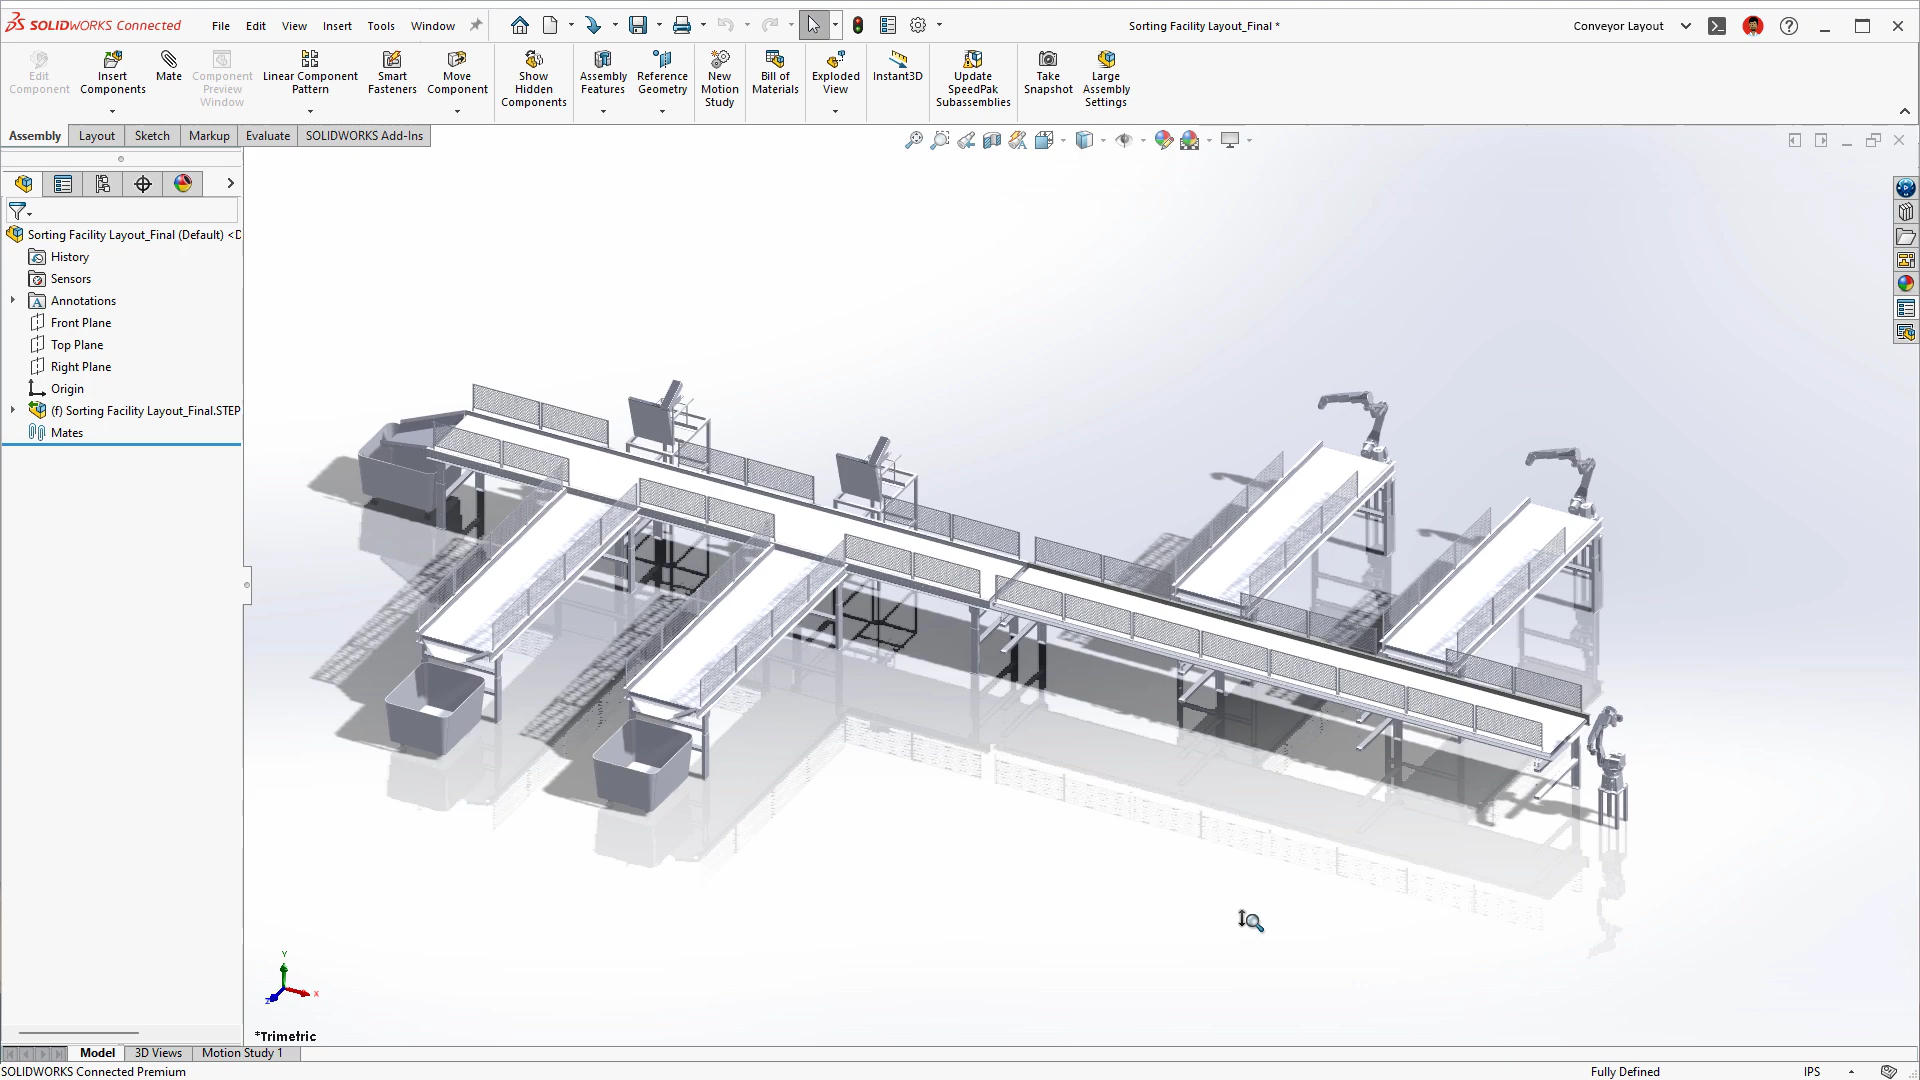 SOLIDWORKS Connected
File Edit View Insert Tools Window
Sorting Facility Layout_Final *
Conveyor Layout
Edit Component
Insert Components
Mate
Component Preview Window
Linear Component Pattern
Smart Fasteners
Move Component
Show Hidden Components
Assembly Features
Reference Geometry
New Motion Study
Bill of Materials
Exploded View
Instant3D
Update SpeedPak Subassemblies
Take Snapshot
Large Assembly Settings
Assembly Layout Sketch Markup Evaluate SOLIDWORKS Add-Ins
Sorting Facility Layout_Final (Default) <D
History
Sensors
Annotations
Front Plane
Top Plane
Right Plane
Origin
(f) Sorting Facility Layout_Final.STEP
Mates
Y
X
Z
*Trimetric
Model 3D Views Motion Study 1
SOLIDWORKS Connected Premium
Fully Defined
IPS